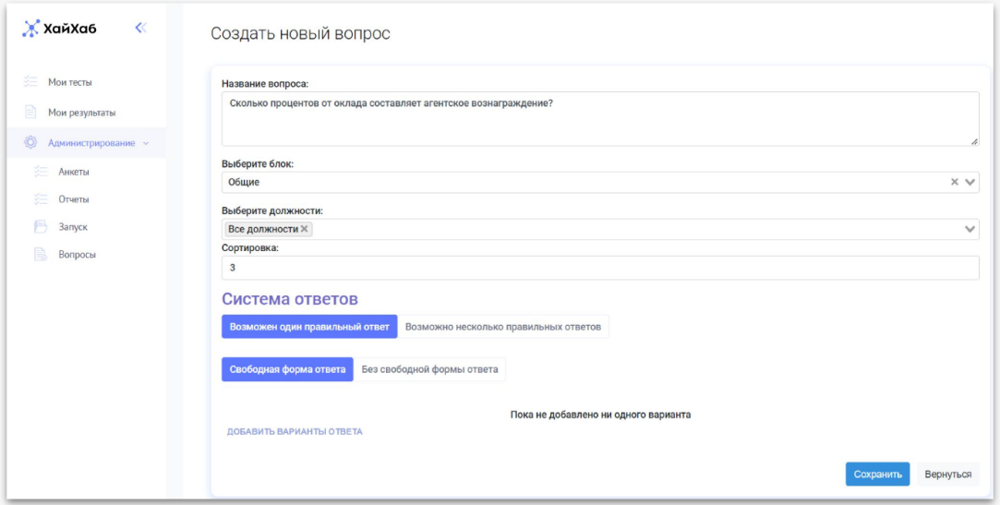 ХайХаб
Мои тесты
Мои результаты
Администрирование
Анкеты
Отчеты
Запуск
Вопросы
Создать новый вопрос
Название вопроса:
Сколько процентов от оклада составляет агентское вознаграждение?
Выберите блок:
Общие
Выберите должности:
Все должности
Сортировка:
3
Система ответов
Возможен один правильный ответ Возможно несколько правильных ответов
Свободная форма ответа Без свободной формы ответа
Пока не добавлено ни одного варианта
ДОБАВИТЬ ВАРИАНТЫ ОТВЕТА
Сохранить Вернуться